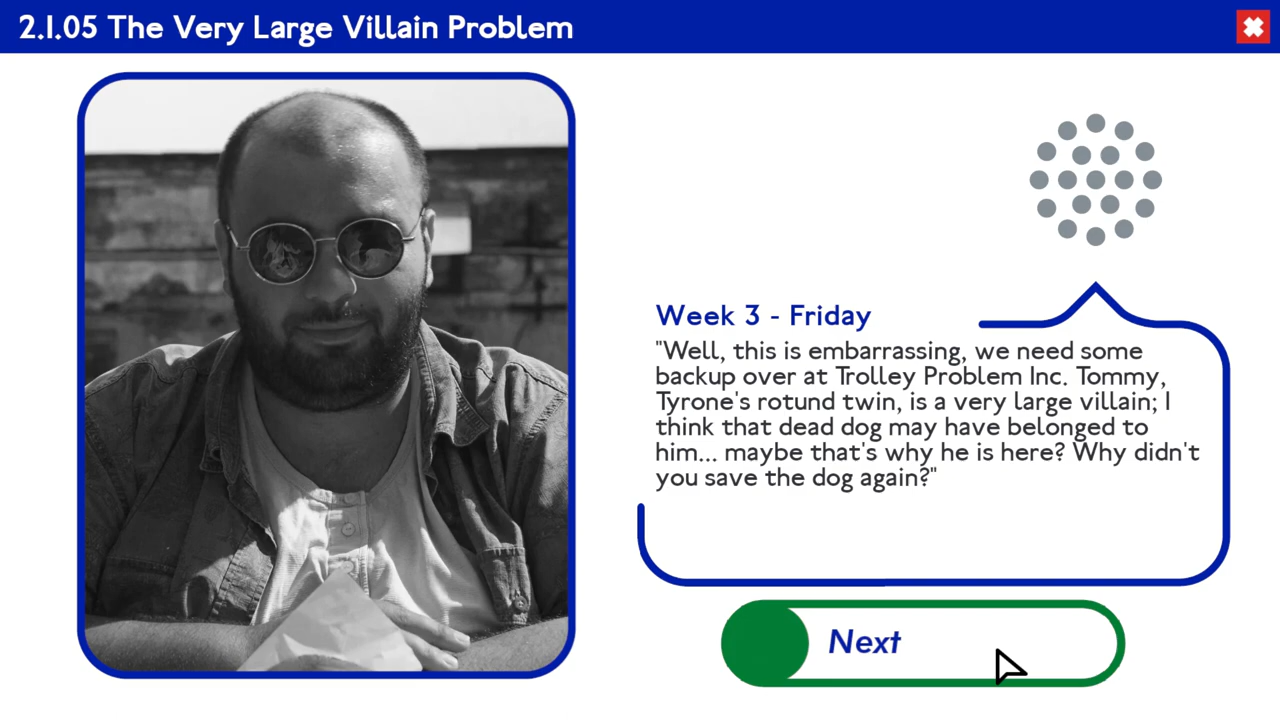 2.1.05 The Very Large Villain Problem
Week 3 - Friday
"Well, this is embarrassing, we need some
backup over at Trolley Problem Inc. Tommy,
Tyrone's rotund twin, is a very large villain; I
think that dead dog may have belonged to
him... maybe that's why he is here? Why didn't
you save the dog again?"
Next